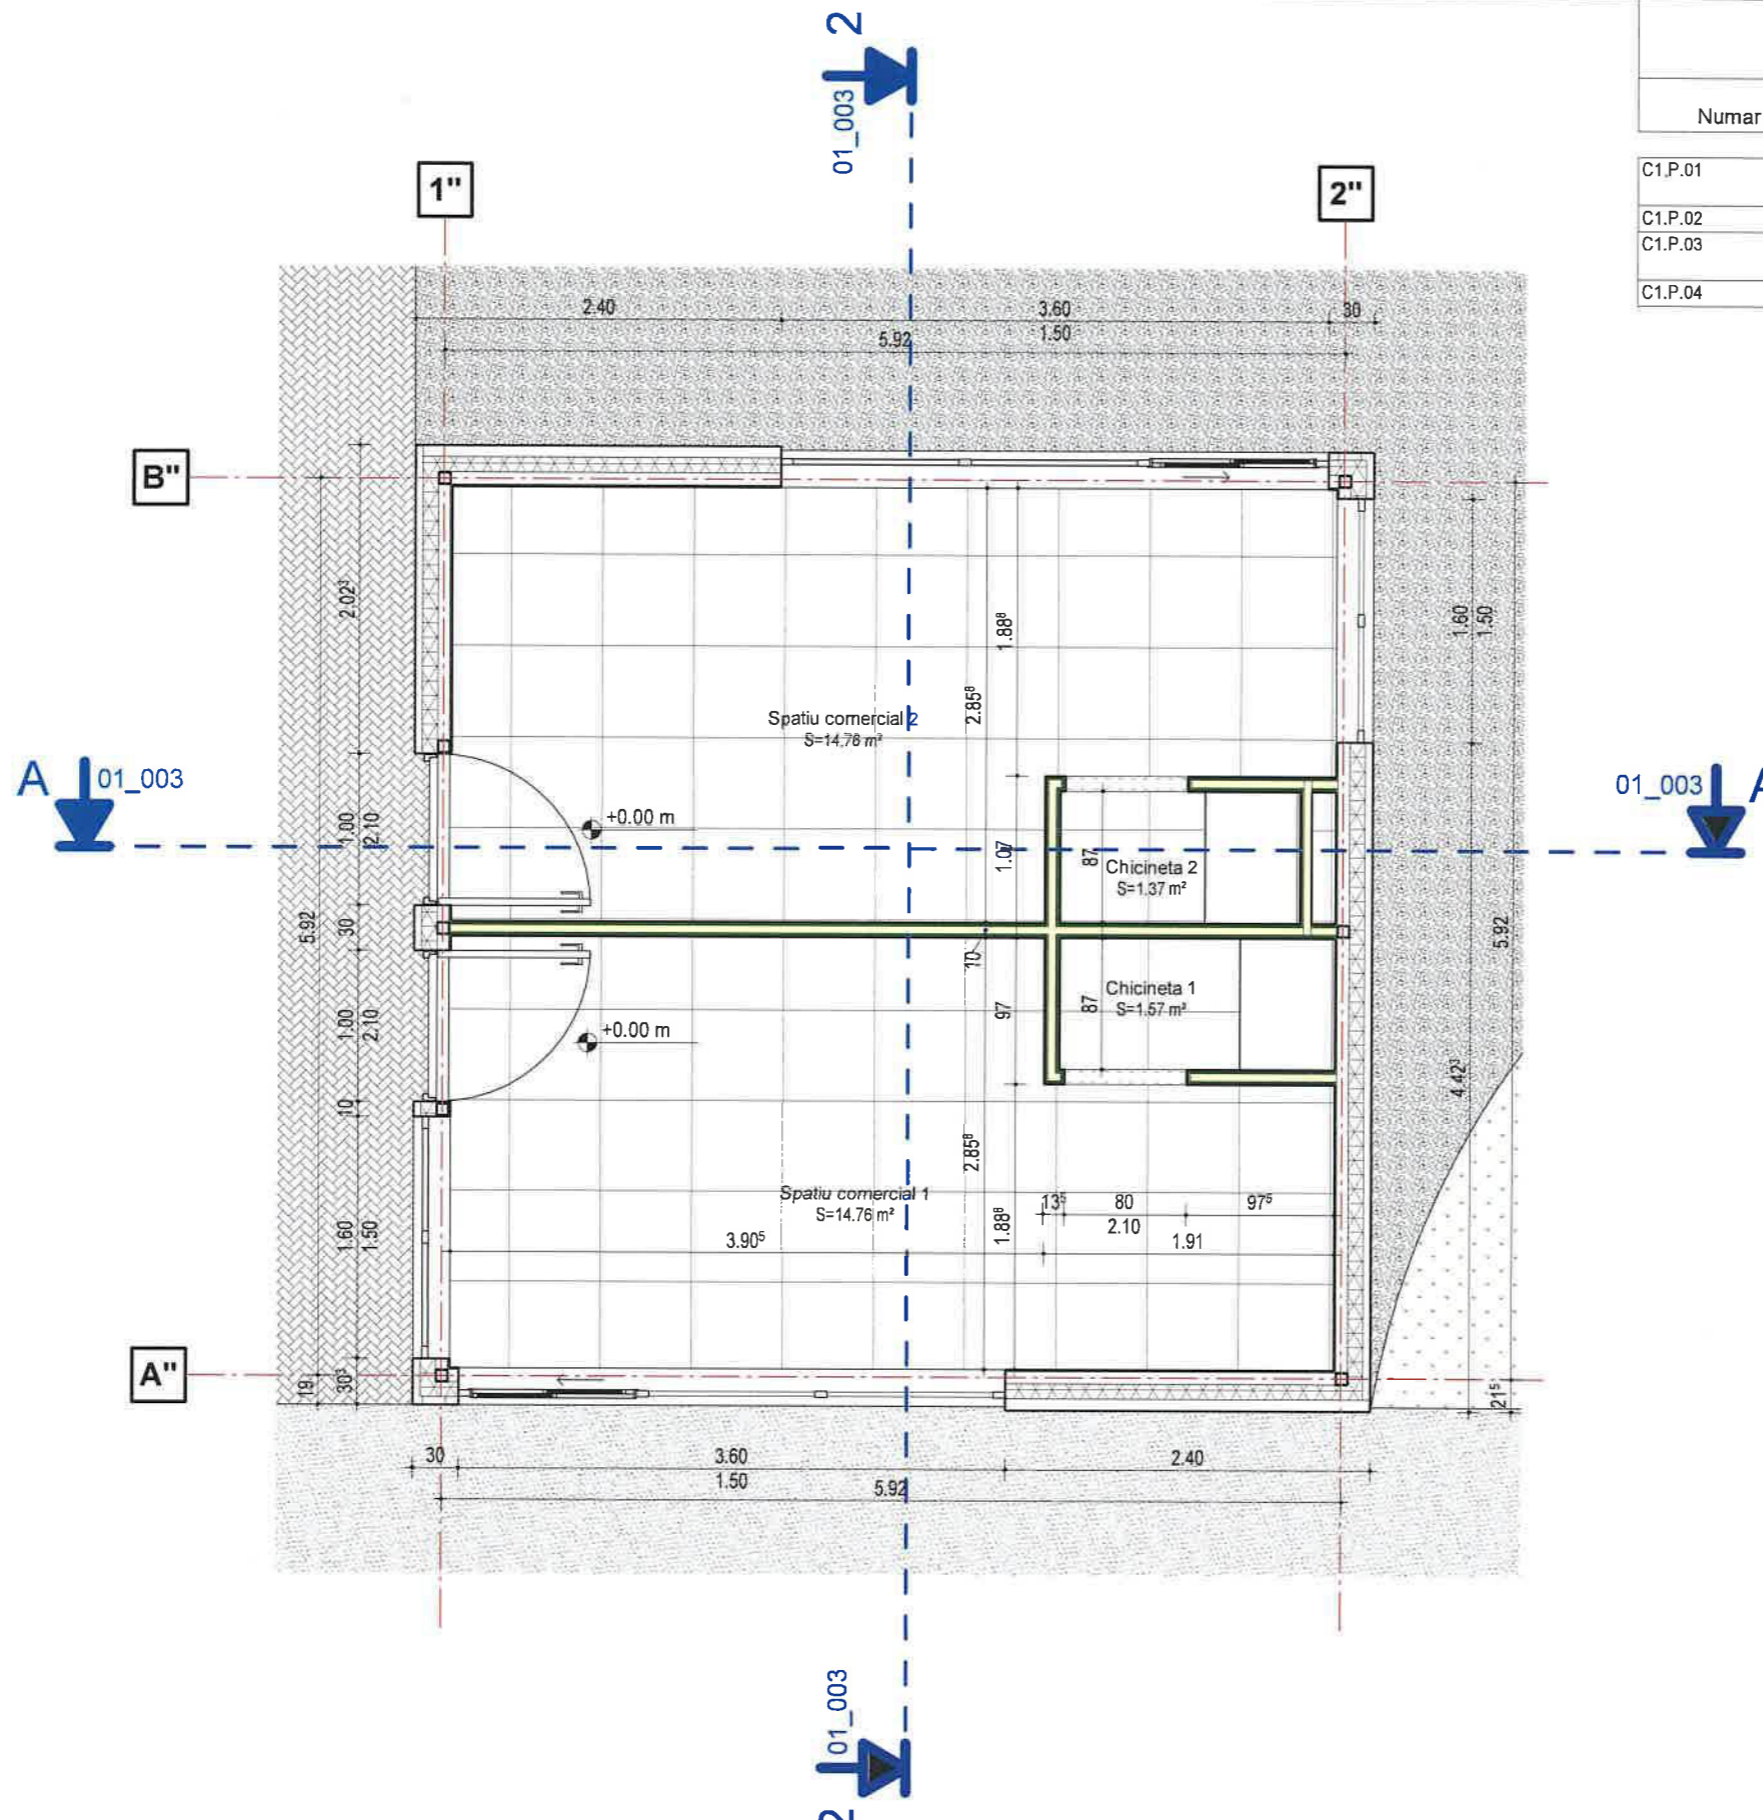 2
01_003
Numar
C1.P.01
C1.P.02
C1.P.03
C1.P.04
1"
2"
2.40
3.60
30
5.92
1.50
B"
2.02³
1.88⁸
1.60
1.50
2.85⁸
Spatiu comercial 2
S=14.76 m²
A
01_003
01_003
A
+0.00 m
1.00
2.10
1.07
87
Chicineta 2
S=1.37 m²
5.92
30
5.92
10
Chicineta 1
S=1.57 m²
97
87
+0.00 m
1.00
2.10
10
4.42³
2.85⁸
Spatiu comercial 1
S=14.76 m²
13⁵
80
97⁵
2.10
1.88⁸
3.90⁵
1.91
1.60
1.50
A"
19
30³
21⁵
30
3.60
2.40
1.50
5.92
01_003
2